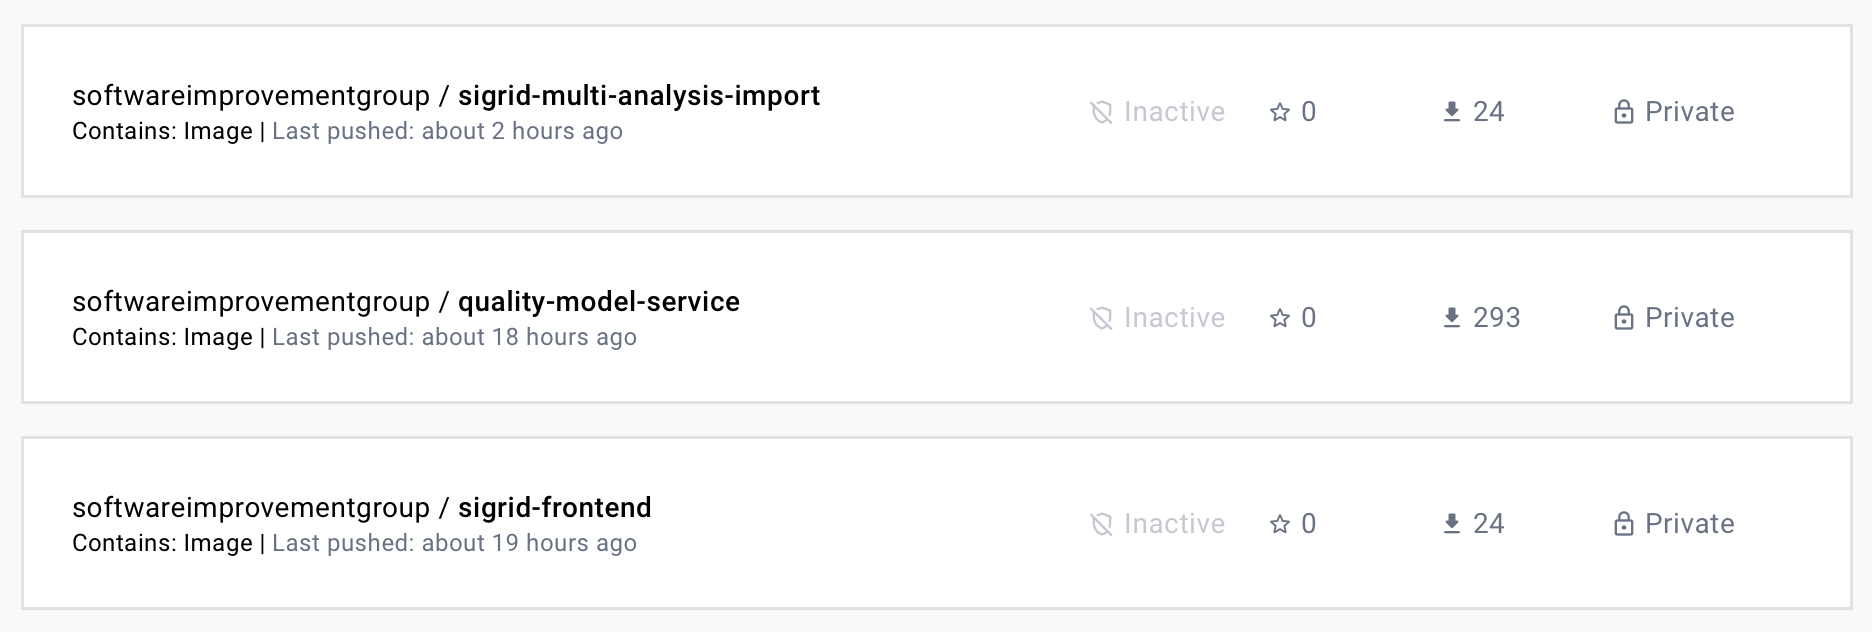 softwareimprovementgroup / sigrid-multi-analysis-import
Contains: Image | Last pushed: about 2 hours ago
Inactive 0 24 Private
softwareimprovementgroup / quality-model-service
Contains: Image | Last pushed: about 18 hours ago
Inactive 0 293 Private
softwareimprovementgroup / sigrid-frontend
Contains: Image | Last pushed: about 19 hours ago
Inactive 0 24 Private